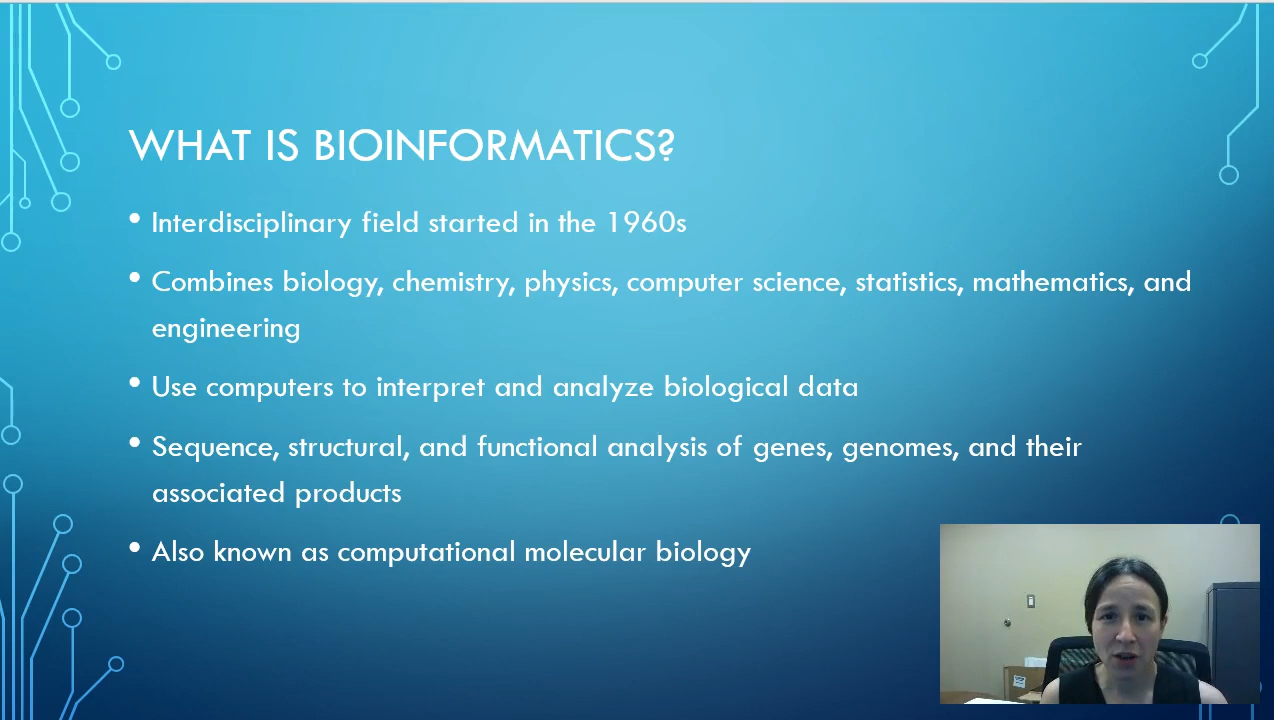 WHAT IS BIOINFORMATICS?
• Interdisciplinary field started in the 1960s
• Combines biology, chemistry, physics, computer science, statistics, mathematics, and
engineering
• Use computers to interpret and analyze biological data
• Sequence, structural, and functional analysis of genes, genomes, and their
associated products
• Also known as computational molecular biology